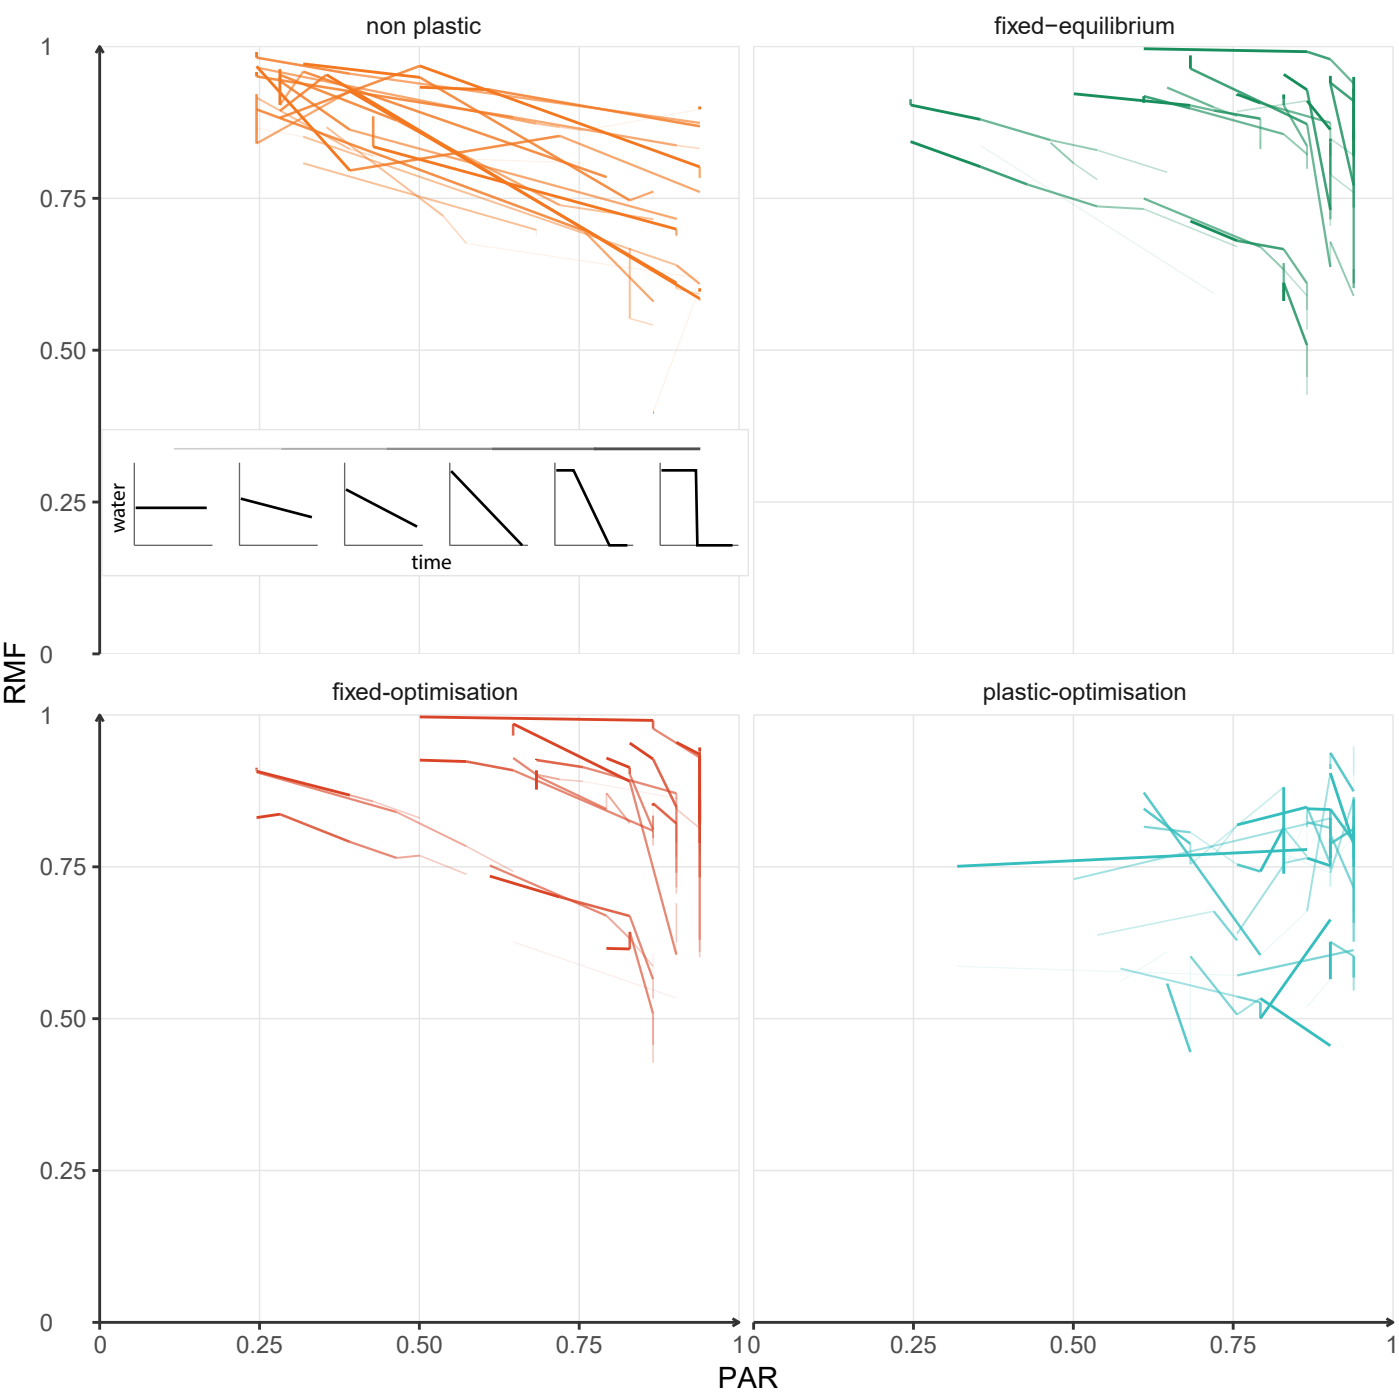 non plastic
fixed−equilibrium
1
0.75
0.50
0.25
0
water
time
RMF
fixed-optimisation
plastic-optimisation
1
0.75
0.50
0.25
0
0 0.25 0.50 0.75 1 0 0.25 0.50 0.75 1
PAR